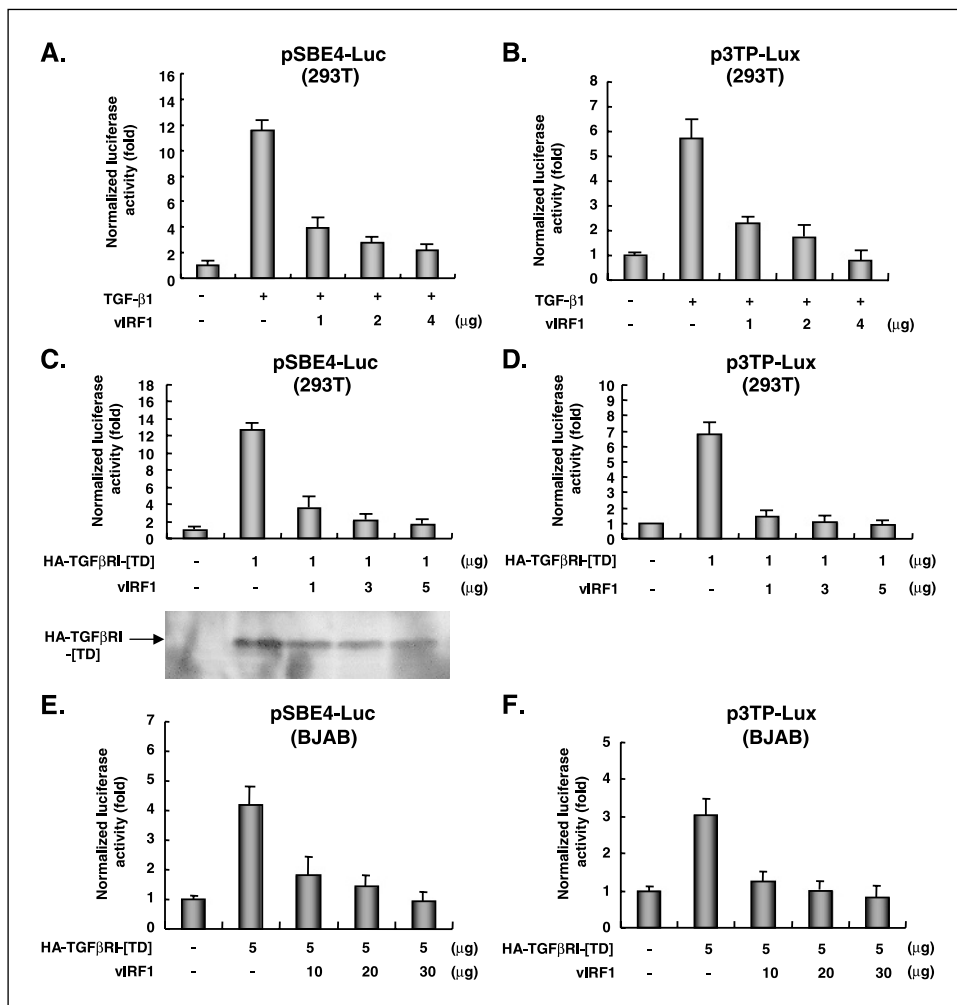 A.
pSBE4-Luc
(293T)
Normalized luciferase
activity (fold)
16
14
12
10
8
6
4
2
0
TGF-β1 - + + + +
vIRF1 - - 1 2 4 (μg)
B.
p3TP-Lux
(293T)
Normalized luciferase
activity (fold)
8
7
6
5
4
3
2
1
0
TGF-β1 - + + + +
vIRF1 - - 1 2 4 (μg)
C.
pSBE4-Luc
(293T)
Normalized luciferase
activity (fold)
18
16
14
12
10
8
6
4
2
0
HA-TGFβRI-[TD] - 1 1 1 1 (μg)
vIRF1 - - 1 3 5 (μg)
HA-TGFβRI
-[TD]
D.
p3TP-Lux
(293T)
Normalized luciferase
activity (fold)
10
9
8
7
6
5
4
3
2
1
0
HA-TGFβRI-[TD] - 1 1 1 1 (μg)
vIRF1 - - 1 3 5 (μg)
E.
pSBE4-Luc
(BJAB)
Normalized luciferase
activity (fold)
7
6
5
4
3
2
1
0
HA-TGFβRI-[TD] - 5 5 5 5 (μg)
vIRF1 - - 10 20 30 (μg)
F.
p3TP-Lux
(BJAB)
Normalized luciferase
activity (fold)
5
4
3
2
1
0
HA-TGFβRI-[TD] - 5 5 5 5 (μg)
vIRF1 - - 10 20 30 (μg)